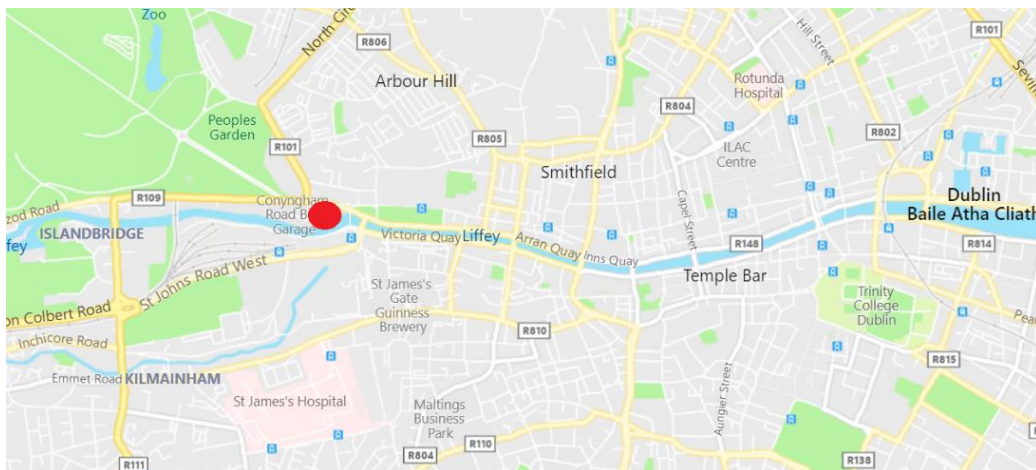 Zoo
North Circ
R806
Arbour Hill
Hill Street
R101
Sevill
Rotunda
Hospital
R804
Peoples
Garden
R101
R805
R802
ILAC
Centre
Smithfield
R109
Conyngham
Road B
Garage
Dublin
Baile Atha Cliath
zod Road
ISLANDBRIDGE
ffey
Victoria Quay
Liffey
Arran Quay
Inns Quay
Capel Street
R148
R814
St Johns Road West
Temple Bar
St James's
Gate
Guinness
Brewery
Trinity
College
Dublin
on Colbert Road
Pea
R810
Inchicore Road
R815
Emmet Road
KILMAINHAM
Aungier Street
St James's Hospital
Maltings
Business
Park
R110
R804
R138
R111